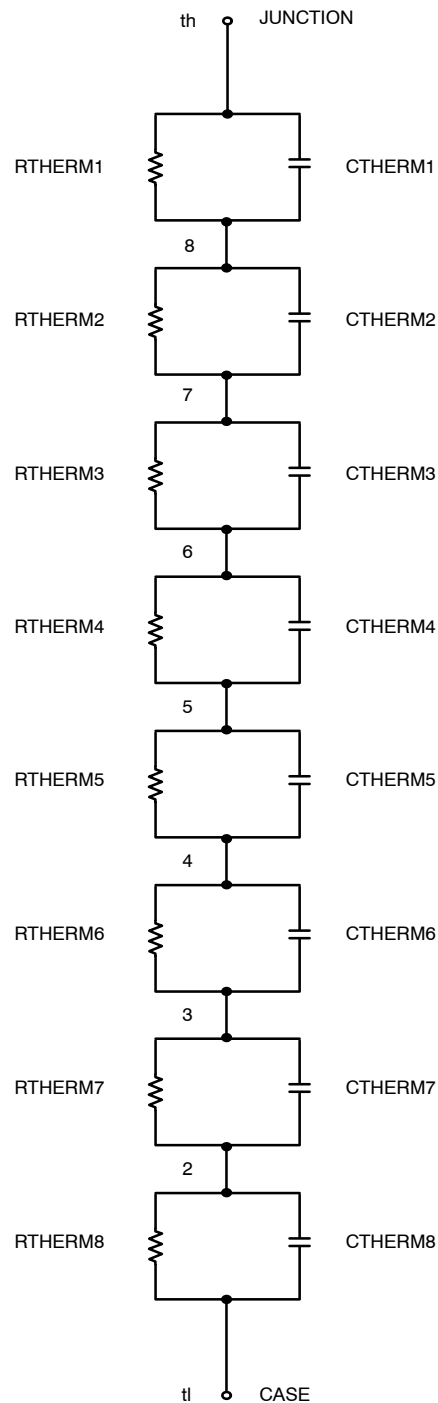 th JUNCTION
RTHERM1 CTHERM1
8
RTHERM2 CTHERM2
7
RTHERM3 CTHERM3
6
RTHERM4 CTHERM4
5
RTHERM5 CTHERM5
4
RTHERM6 CTHERM6
3
RTHERM7 CTHERM7
2
RTHERM8 CTHERM8
tl CASE